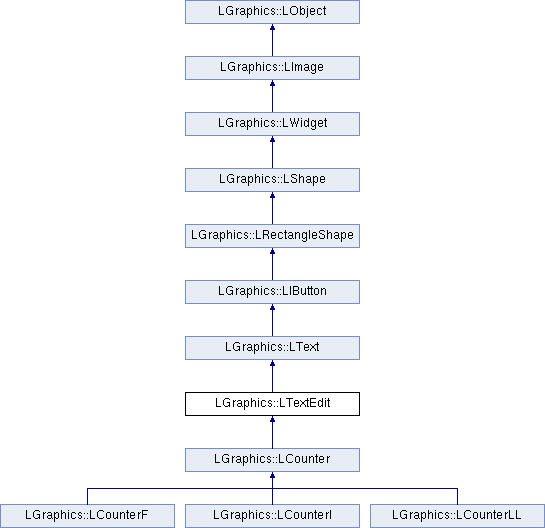 LGraphics::LObject
LGraphics::LImage
LGraphics::LWidget
LGraphics::LShape
LGraphics::LRectangleShape
LGraphics::LIButton
LGraphics::LText
LGraphics::LTextEdit
LGraphics::LCounter
LGraphics::LCounterF
LGraphics::LCounterI
LGraphics::LCounterLL